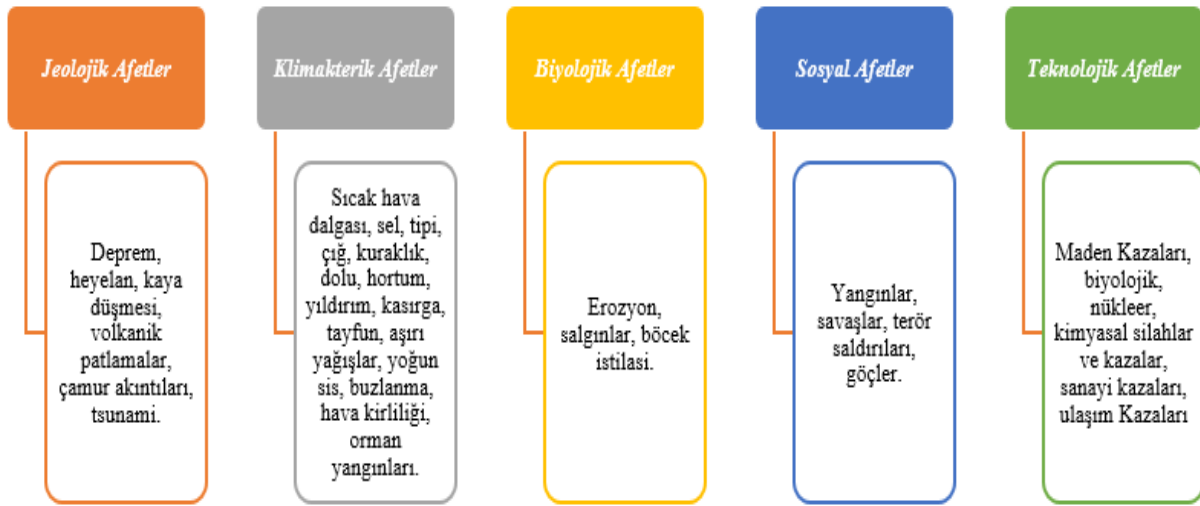 Jeolojik Afetler
Deprem,
heyelan, kaya
düşmesi,
volkanik
patlamalar,
çamur akıntıları,
tsunami.
Klimakterik Afetler
Sıcak hava
dalgası, sel, tipi,
çığ, kuraklık,
dolu, hortum,
yıldırım, kasırga,
tayfun, aşırı
yağışlar, yoğun
sis, buzlanma,
hava kirliliği,
orman
yangınları.
Biyolojik Afetler
Erozyon,
salgınlar, böcek
istilasi.
Sosyal Afetler
Yangınlar,
savaşlar, terör
saldırıları,
göçler.
Teknolojik Afetler
Maden Kazaları,
biyolojik,
nükleer,
kimyasal silahlar
ve kazalar,
sanayi kazaları,
ulaşım Kazaları